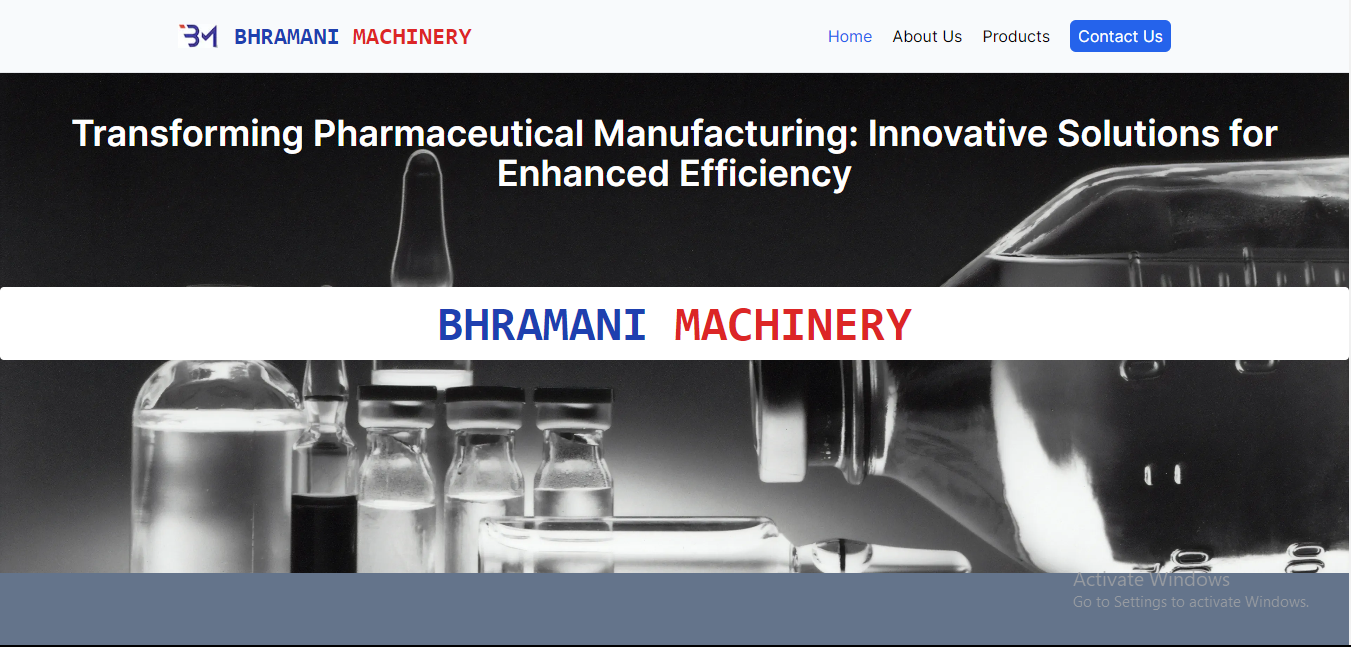 BM BHRAMANI MACHINERY
Home About Us Products Contact Us
Transforming Pharmaceutical Manufacturing: Innovative Solutions for
Enhanced Efficiency
BHRAMANI MACHINERY
Activate Windows
Go to Settings to activate Windows.